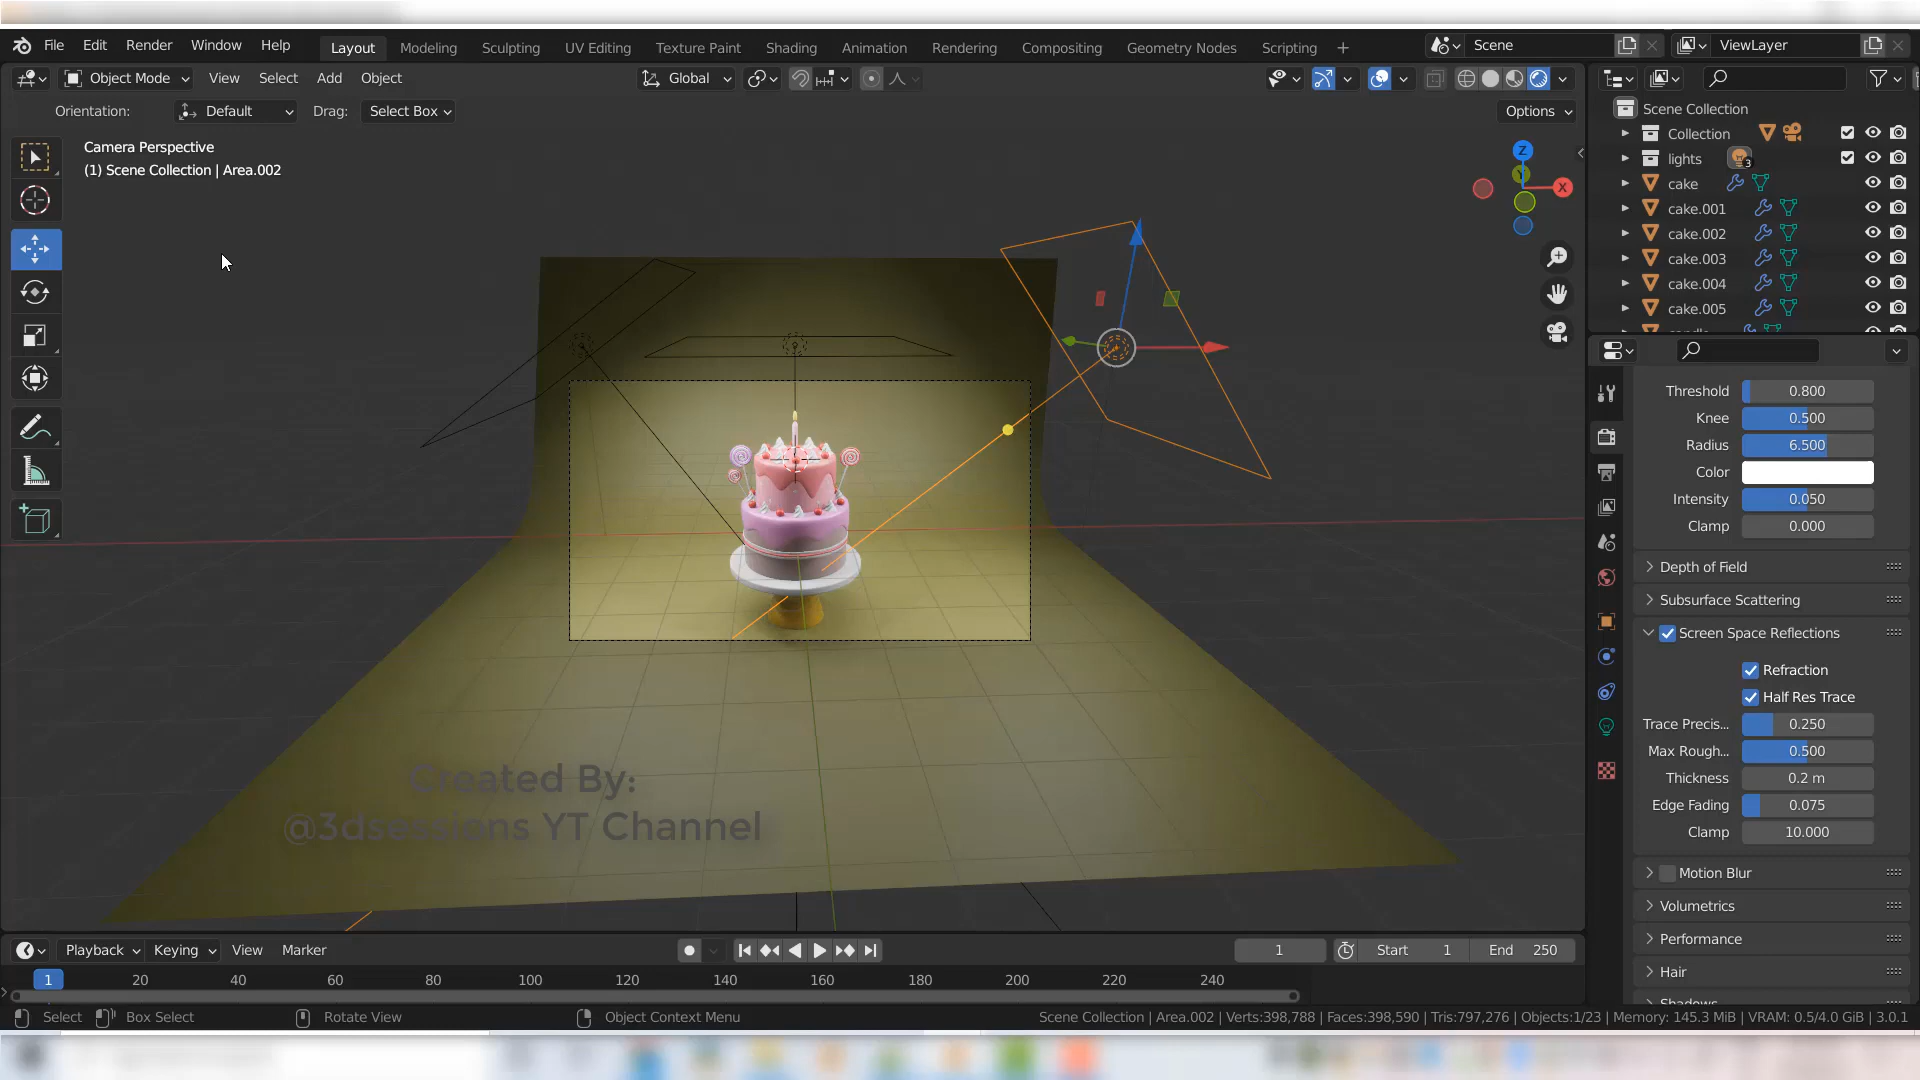 File Edit Render Window Help Layout Modeling Sculpting UV Editing Texture Paint Shading Animation Rendering Compositing Geometry Nodes Scripting + Scene ViewLayer
Object Mode View Select Add Object Global
Orientation: Default Drag: Select Box Options
Camera Perspective
(1) Scene Collection | Area.002
Z
X
Scene Collection
Collection
lights 3
cake
cake.001
cake.002
cake.003
cake.004
cake.005
Threshold 0.800
Knee 0.500
Radius 6.500
Color
Intensity 0.050
Clamp 0.000
Depth of Field
Subsurface Scattering
Screen Space Reflections
Refraction
Half Res Trace
Trace Precis... 0.250
Max Rough... 0.500
Thickness 0.2 m
Edge Fading 0.075
Clamp 10.000
Motion Blur
Volumetrics
Performance
Hair
Shadows
Created By:
@3dsessions YT Channel
Playback Keying View Marker 1 Start 1 End 250
1 20 40 60 80 100 120 140 160 180 200 220 240
Select Box Select Rotate View Object Context Menu Scene Collection | Area.002 | Verts:398,788 | Faces:398,590 | Tris:797,276 | Objects:1/23 | Memory: 145.3 MiB | VRAM: 0.5/4.0 GiB | 3.0.1